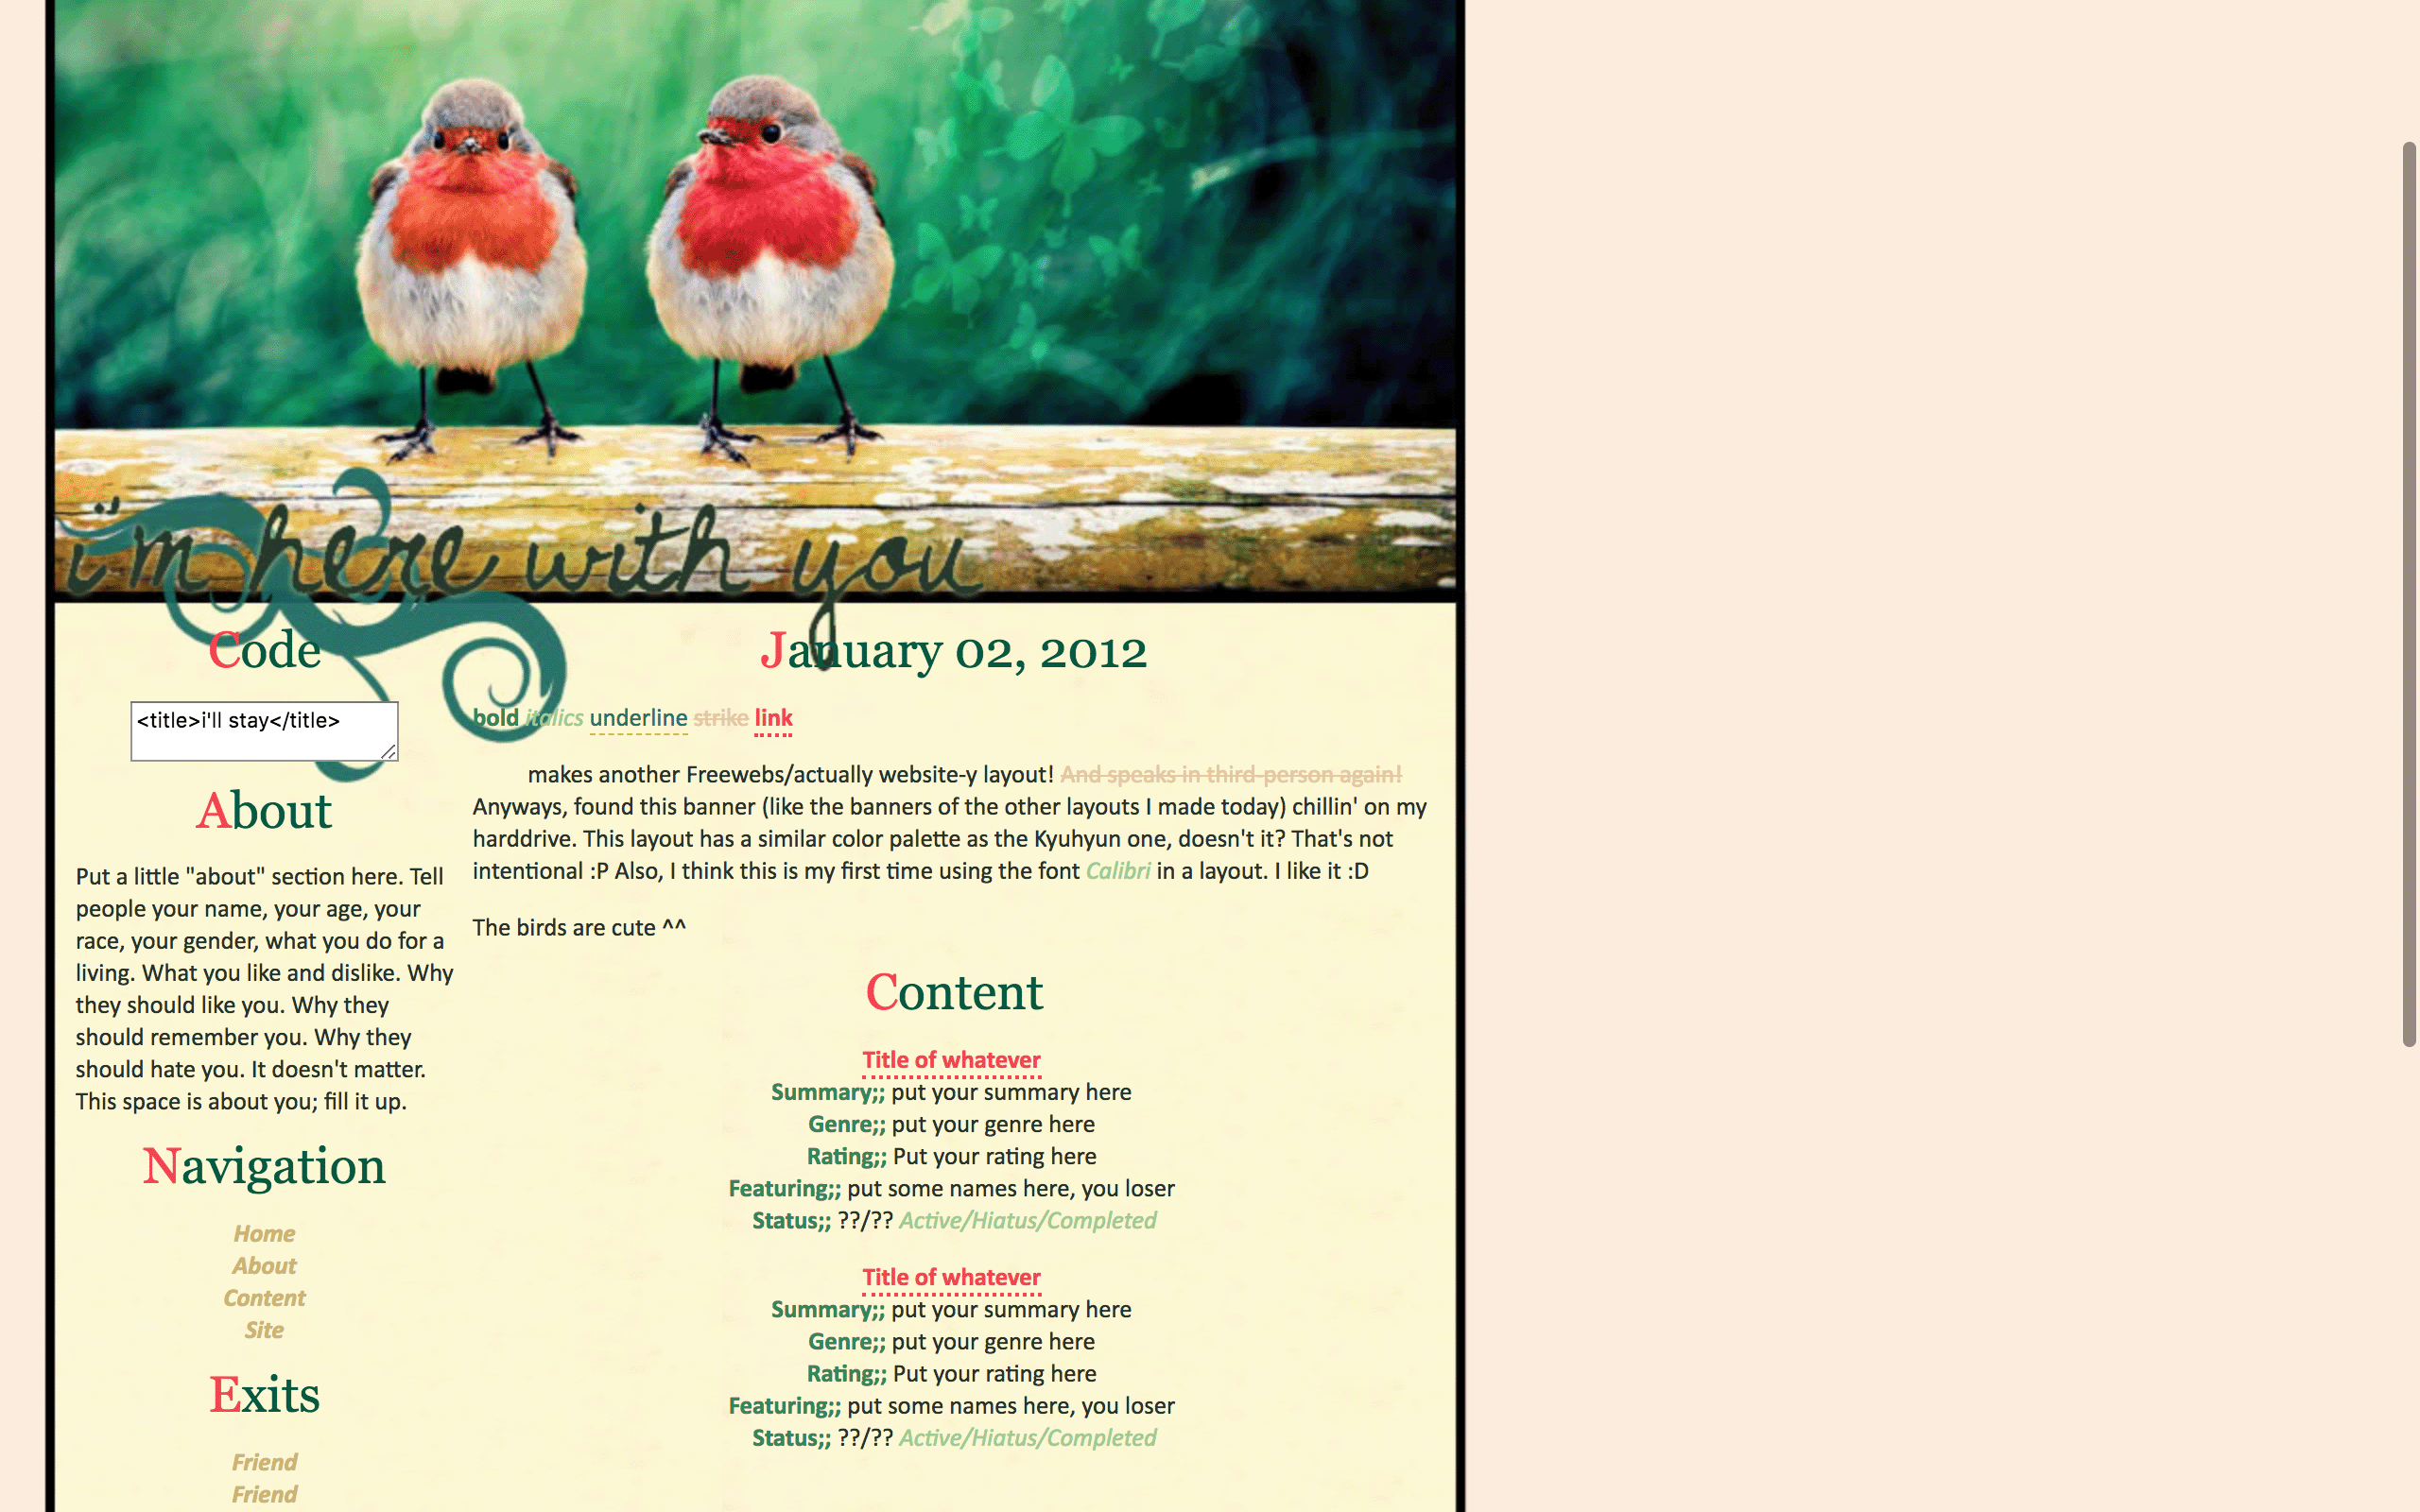 i'm here with you
Code
<title>i'll stay</title>
About
Put a little "about" section here. Tell
people your name, your age, your
race, your gender, what you do for a
living. What you like and dislike. Why
they should like you. Why they
should remember you. Why they
should hate you. It doesn't matter.
This space is about you; fill it up.
Navigation
Home
About
Content
Site
Exits
Friend
Friend
January 02, 2012
bold italics underline strike link
makes another Freewebs/actually website-y layout! And speaks in third-person again!
Anyways, found this banner (like the banners of the other layouts I made today) chillin' on my
harddrive. This layout has a similar color palette as the Kyuhyun one, doesn't it? That's not
intentional :P Also, I think this is my first time using the font Calibri in a layout. I like it :D
The birds are cute ^^
Content
Title of whatever
Summary;; put your summary here
Genre;; put your genre here
Rating;; Put your rating here
Featuring;; put some names here, you loser
Status;; ??/?? Active/Hiatus/Completed
Title of whatever
Summary;; put your summary here
Genre;; put your genre here
Rating;; Put your rating here
Featuring;; put some names here, you loser
Status;; ??/?? Active/Hiatus/Completed